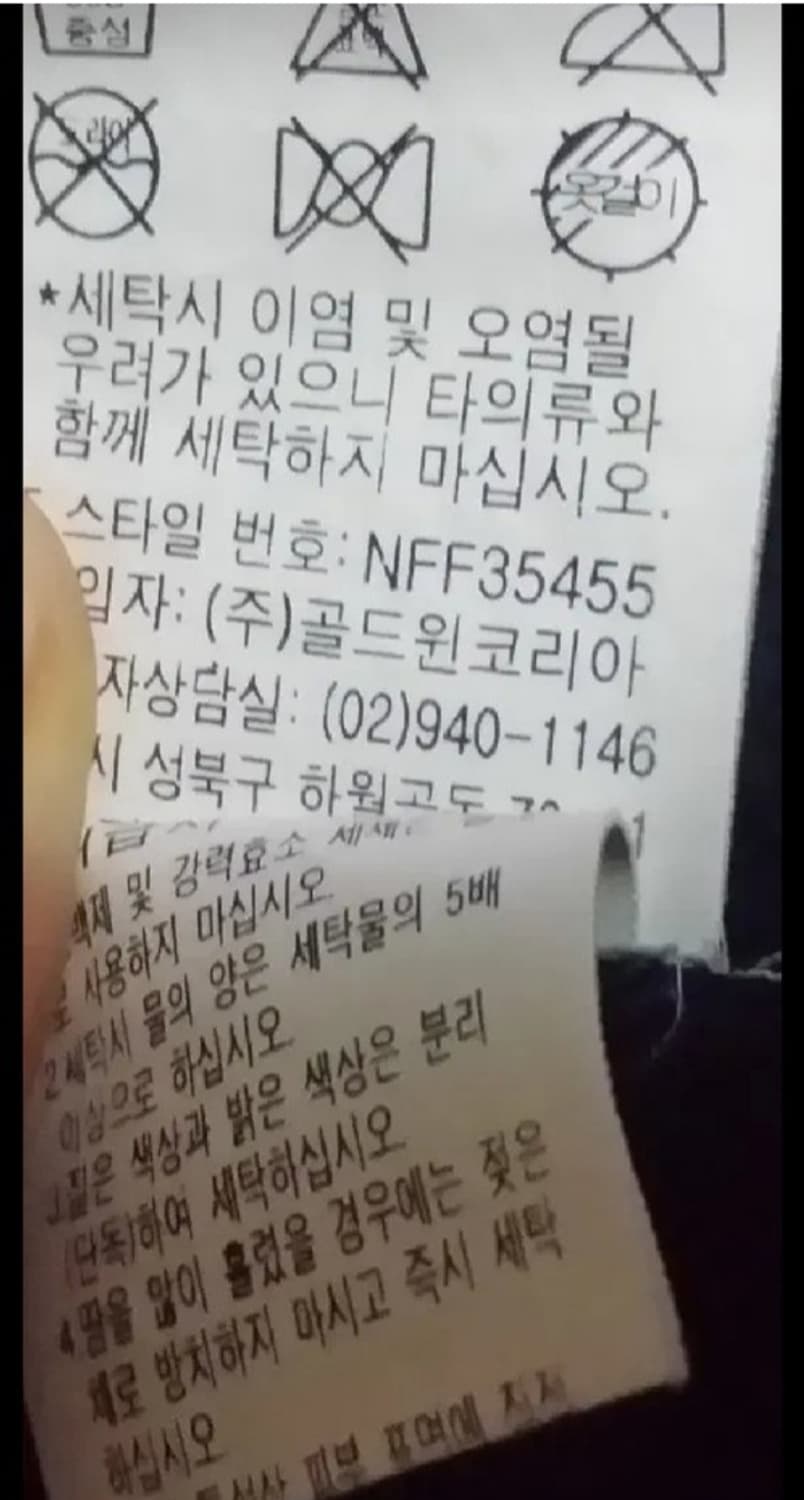 중성
드라이
옷걸이
*세탁시 이염 및 오염될
우려가 있으니 타의류와
함께 세탁하지 마십시오.
스타일 번호: NFF35455
입자: (주)골드윈코리아
자상담실: (02)940-1146
시 성북구 하월곡동
및 강력효소
사용하지 마십시오
2세탁시 물의 양은 세탁물의 5배
이상으로 하십시오
3짙은 색상과 밝은 색상은 분리
(단독)하여 세탁하십시오
4땀을 많이 흘렸을 경우에는 젖은
채로 방치하지 마시고 즉시 세탁
하십시오
피부 표면에